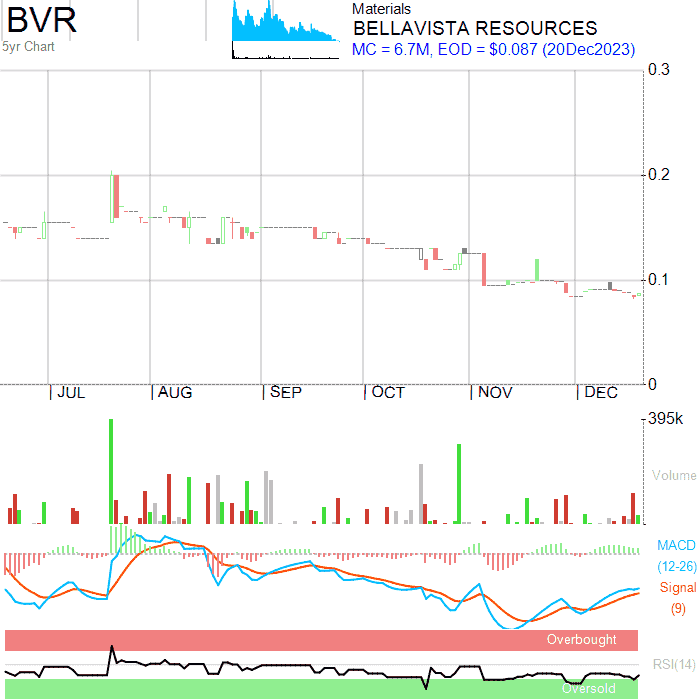 BVR
5yr Chart
Materials
BELLAVISTA RESOURCES
MC = 6.7M, EOD = $0.087 (20Dec2023)
0.3
0.2
0.1
0
| JUL | AUG | SEP | OCT | NOV | DEC
395k
Volume
MACD
(12-26)
Signal
(9)
Overbought
RSI(14)
Oversold